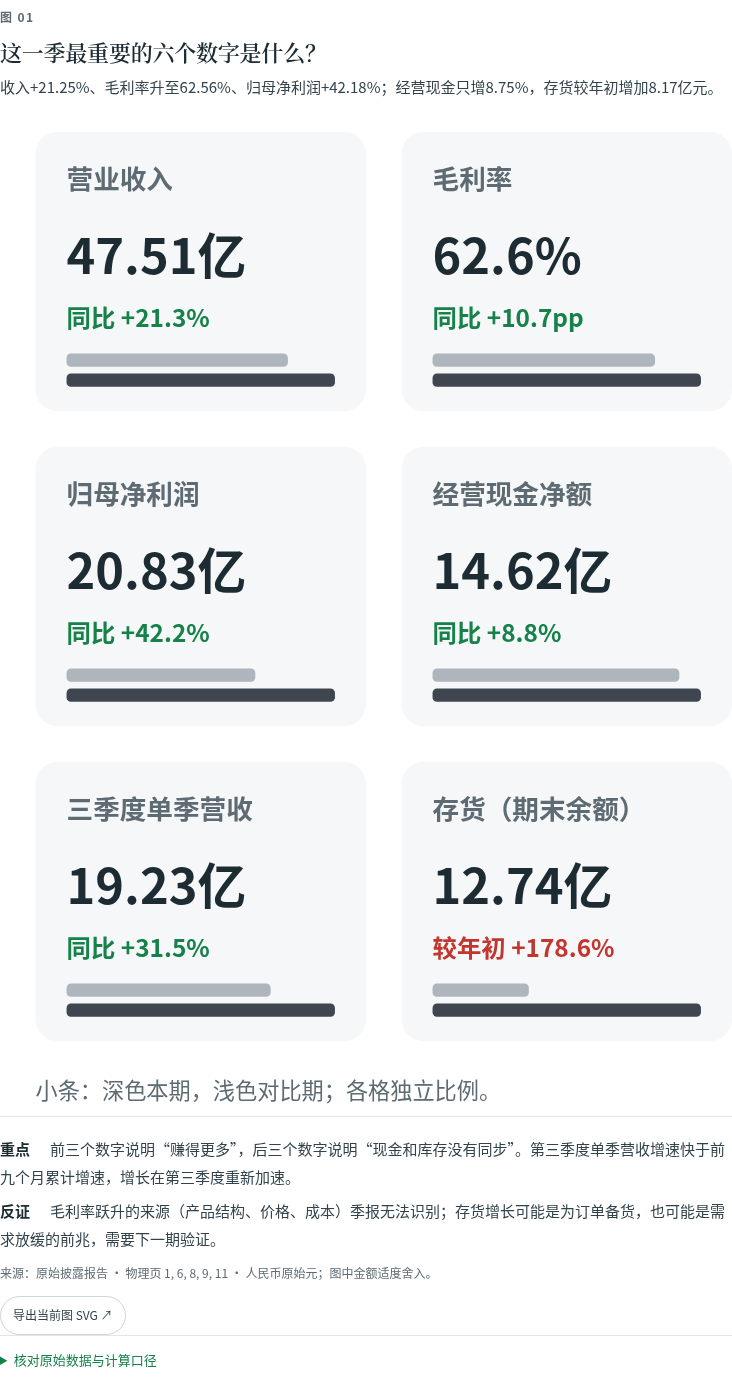 图 01
这一季最重要的六个数字是什么？
收入+21.25%、毛利率升至62.56%、归母净利润+42.18%；经营现金只增8.75%，存货较年初增加8.17亿元。
营业收入
47.51亿
同比 +21.3%
毛利率
62.6%
同比 +10.7pp
归母净利润
20.83亿
同比 +42.2%
经营现金净额
14.62亿
同比 +8.8%
三季度单季营收
19.23亿
同比 +31.5%
存货（期末余额）
12.74亿
较年初 +178.6%
小条：深色本期，浅色对比期；各格独立比例。
重点 前三个数字说明“赚得更多”，后三个数字说明“现金和库存没有同步”。第三季度单季营收增速快于前
九个月累计增速，增长在第三季度重新加速。
反证 毛利率跃升的来源（产品结构、价格、成本）季报无法识别；存货增长可能是为订单备货，也可能是需
求放缓的前兆，需要下一期验证。
来源：原始披露报告 · 物理页 1, 6, 8, 9, 11 · 人民币原始元；图中金额适度舍入。
导出当前图 SVG ↗
▶ 核对原始数据与计算口径